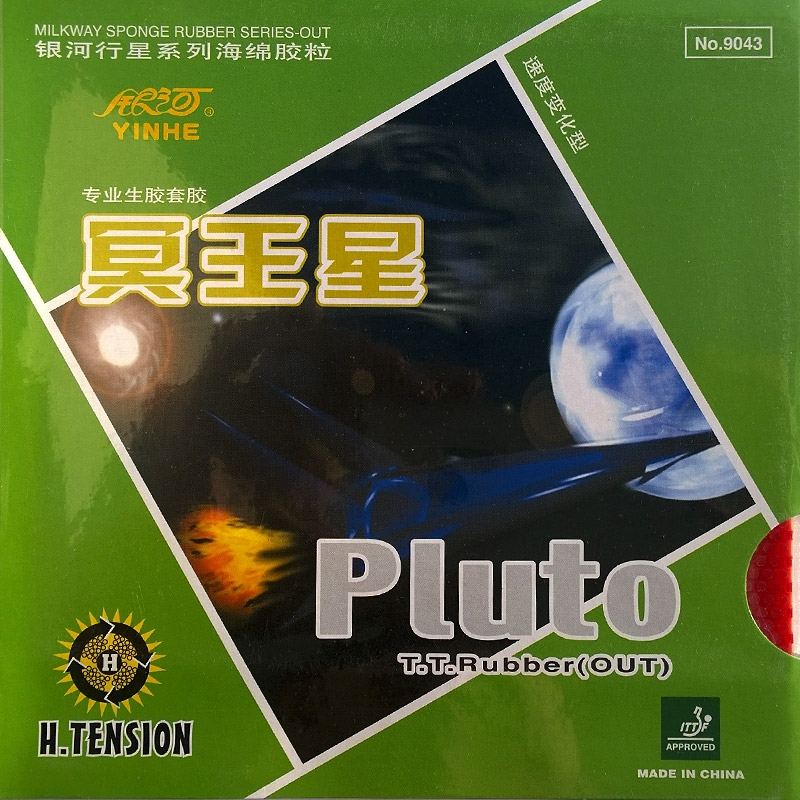 MILKWAY SPONGE RUBBER SERIES-OUT
银河行星系列海绵胶粒
No.9043
速度变化型
银河®
YINHE
专业生胶套胶
冥王星
Pluto
T.T.Rubber(OUT)
H
H.TENSION
ITTF
APPROVED
MADE IN CHINA